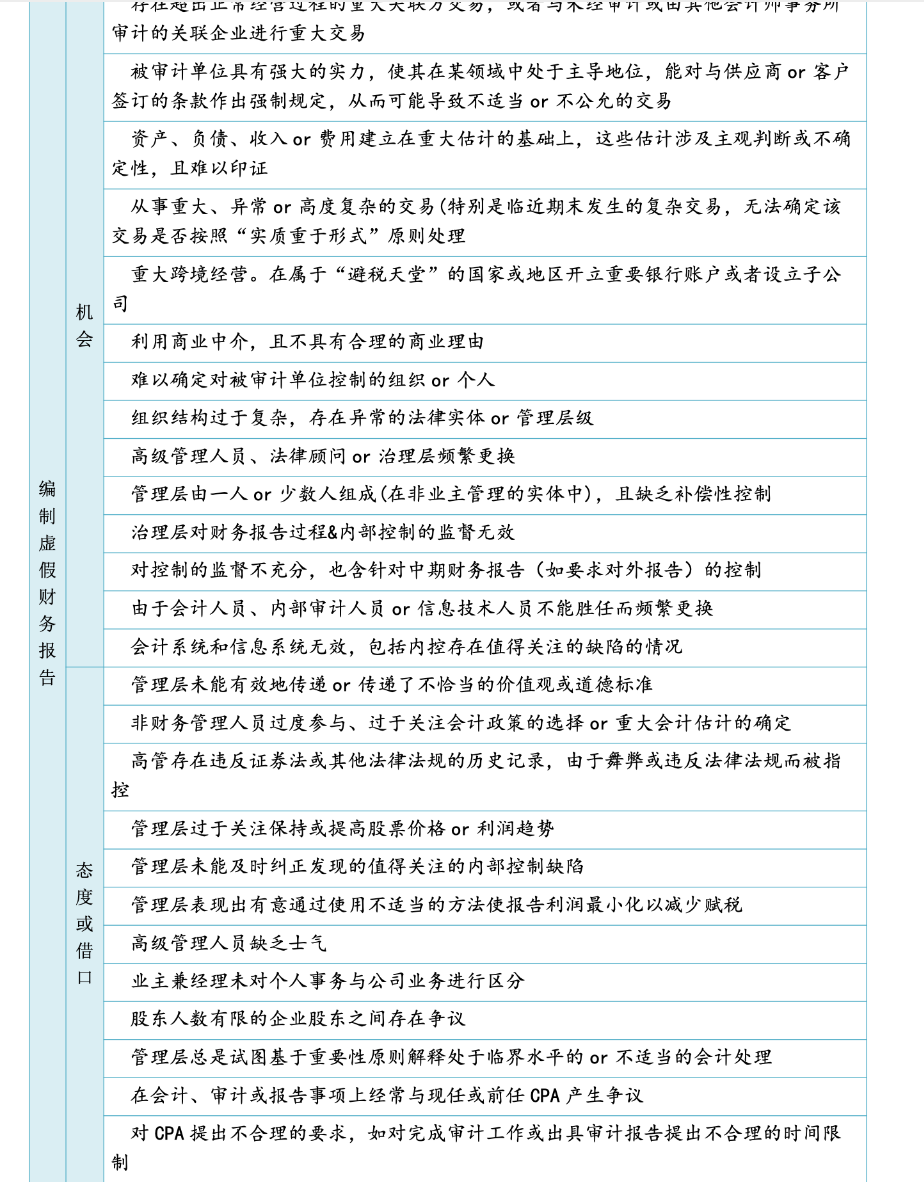 存在超出正常经营过程的重大关联方交易，或者与未经审计或由其他会计师事务所
审计的关联企业进行重大交易
被审计单位具有强大的实力，使其在某领域中处于主导地位，能对与供应商 or 客户
签订的条款作出强制规定，从而可能导致不适当 or 不公允的交易
资产、负债、收入 or 费用建立在重大估计的基础上，这些估计涉及主观判断或不确
定性，且难以印证
从事重大、异常 or 高度复杂的交易(特别是临近期末发生的复杂交易，无法确定该
交易是否按照“实质重于形式”原则处理
重大跨境经营。在属于“避税天堂”的国家或地区开立重要银行账户或者设立子公
司
机
会
利用商业中介，且不具有合理的商业理由
难以确定对被审计单位控制的组织 or 个人
组织结构过于复杂，存在异常的法律实体 or 管理层级
高级管理人员、法律顾问 or 治理层频繁更换
管理层由一人 or 少数人组成(在非业主管理的实体中)，且缺乏补偿性控制
治理层对财务报告过程&内部控制的监督无效
对控制的监督不充分，也含针对中期财务报告（如要求对外报告）的控制
由于会计人员、内部审计人员 or 信息技术人员不能胜任而频繁更换
会计系统和信息系统无效，包括内控存在值得关注的缺陷的情况
编
制
虚
假
财
务
报
告
管理层未能有效地传递 or 传递了不恰当的价值观或道德标准
非财务管理人员过度参与、过于关注会计政策的选择 or 重大会计估计的确定
高管存在违反证券法或其他法律法规的历史记录，由于舞弊或违反法律法规而被指
控
管理层过于关注保持或提高股票价格 or 利润趋势
管理层未能及时纠正发现的值得关注的内部控制缺陷
管理层表现出有意通过使用不适当的方法使报告利润最小化以减少赋税
高级管理人员缺乏士气
态
度
或
借
口
业主兼经理未对个人事务与公司业务进行区分
股东人数有限的企业股东之间存在争议
管理层总是试图基于重要性原则解释处于临界水平的 or 不适当的会计处理
在会计、审计或报告事项上经常与现任或前任 CPA 产生争议
对 CPA 提出不合理的要求，如对完成审计工作或出具审计报告提出不合理的时间限
制